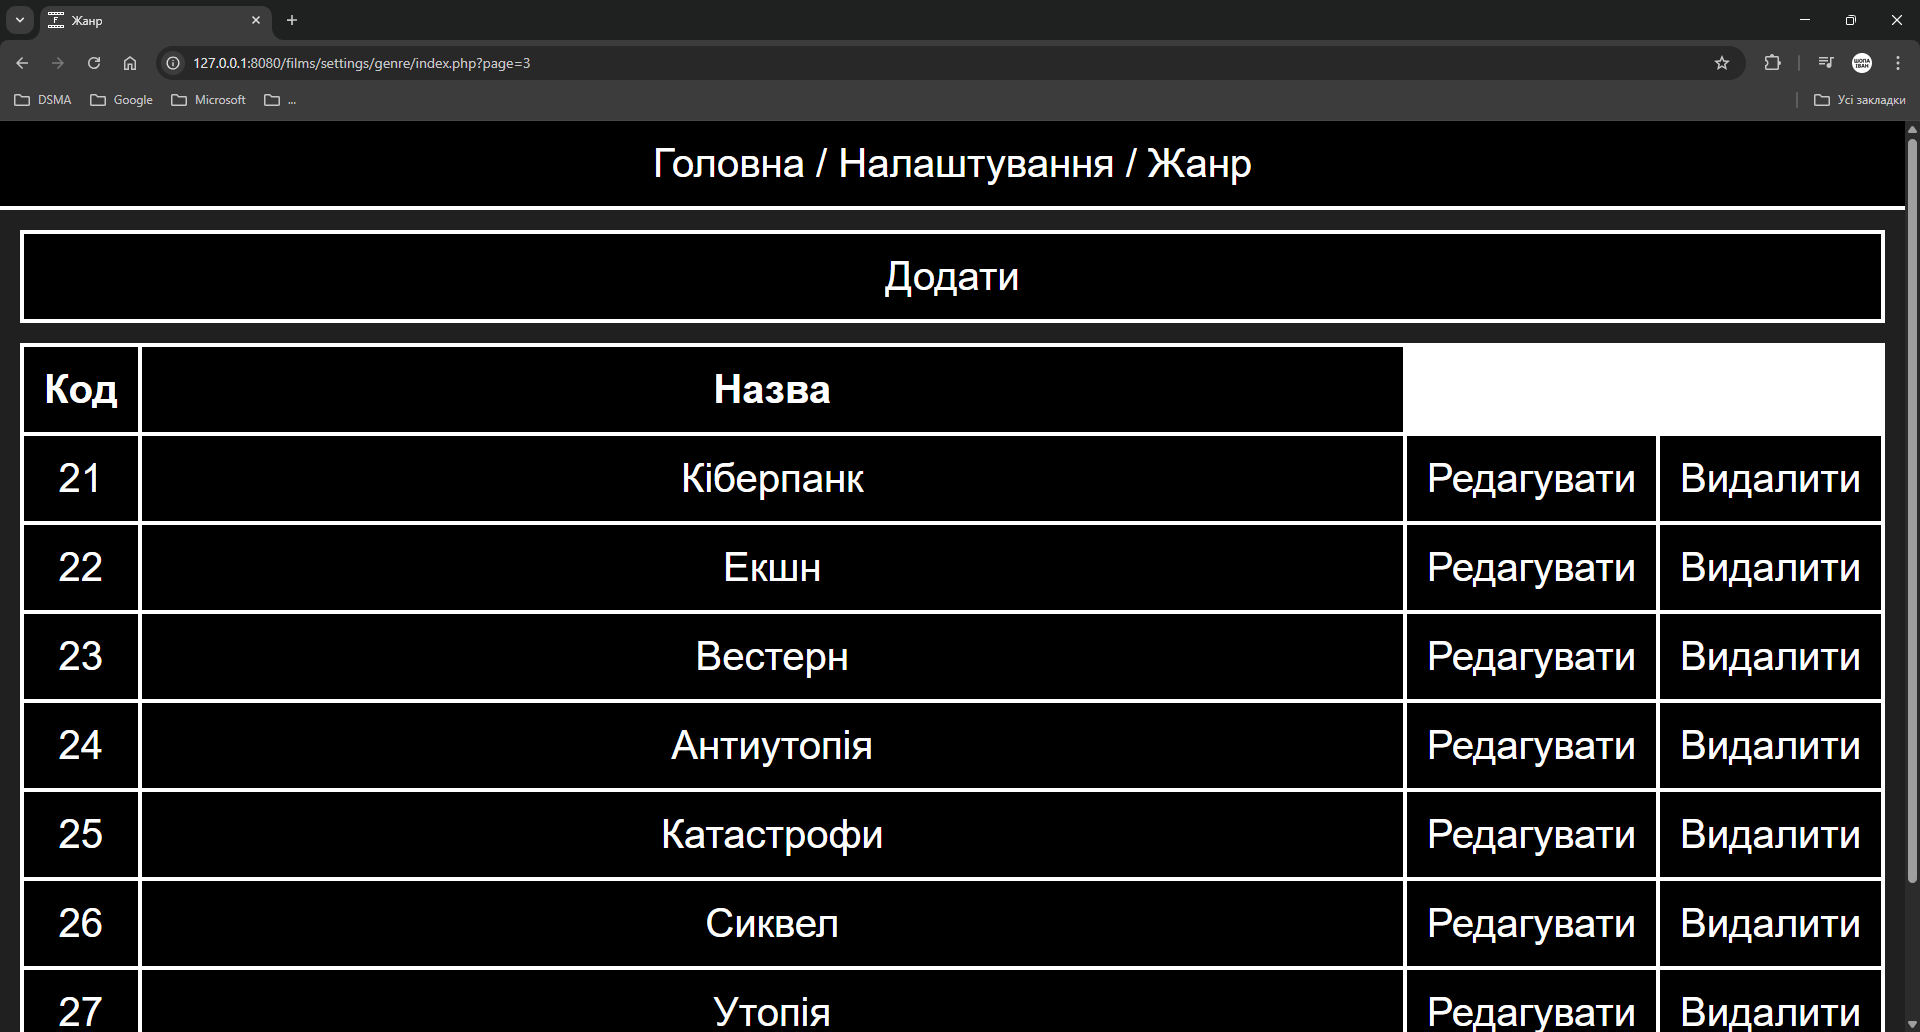 Жанр
127.0.0.1:8080/films/settings/genre/index.php?page=3
DSMA Google Microsoft ... Усі закладки
Головна / Налаштування / Жанр
Додати
Код Назва
21 Кіберпанк Редагувати Видалити
22 Екшн Редагувати Видалити
23 Вестерн Редагувати Видалити
24 Антиутопія Редагувати Видалити
25 Катастрофи Редагувати Видалити
26 Сиквел Редагувати Видалити
27 Утопія Редагувати Видалити